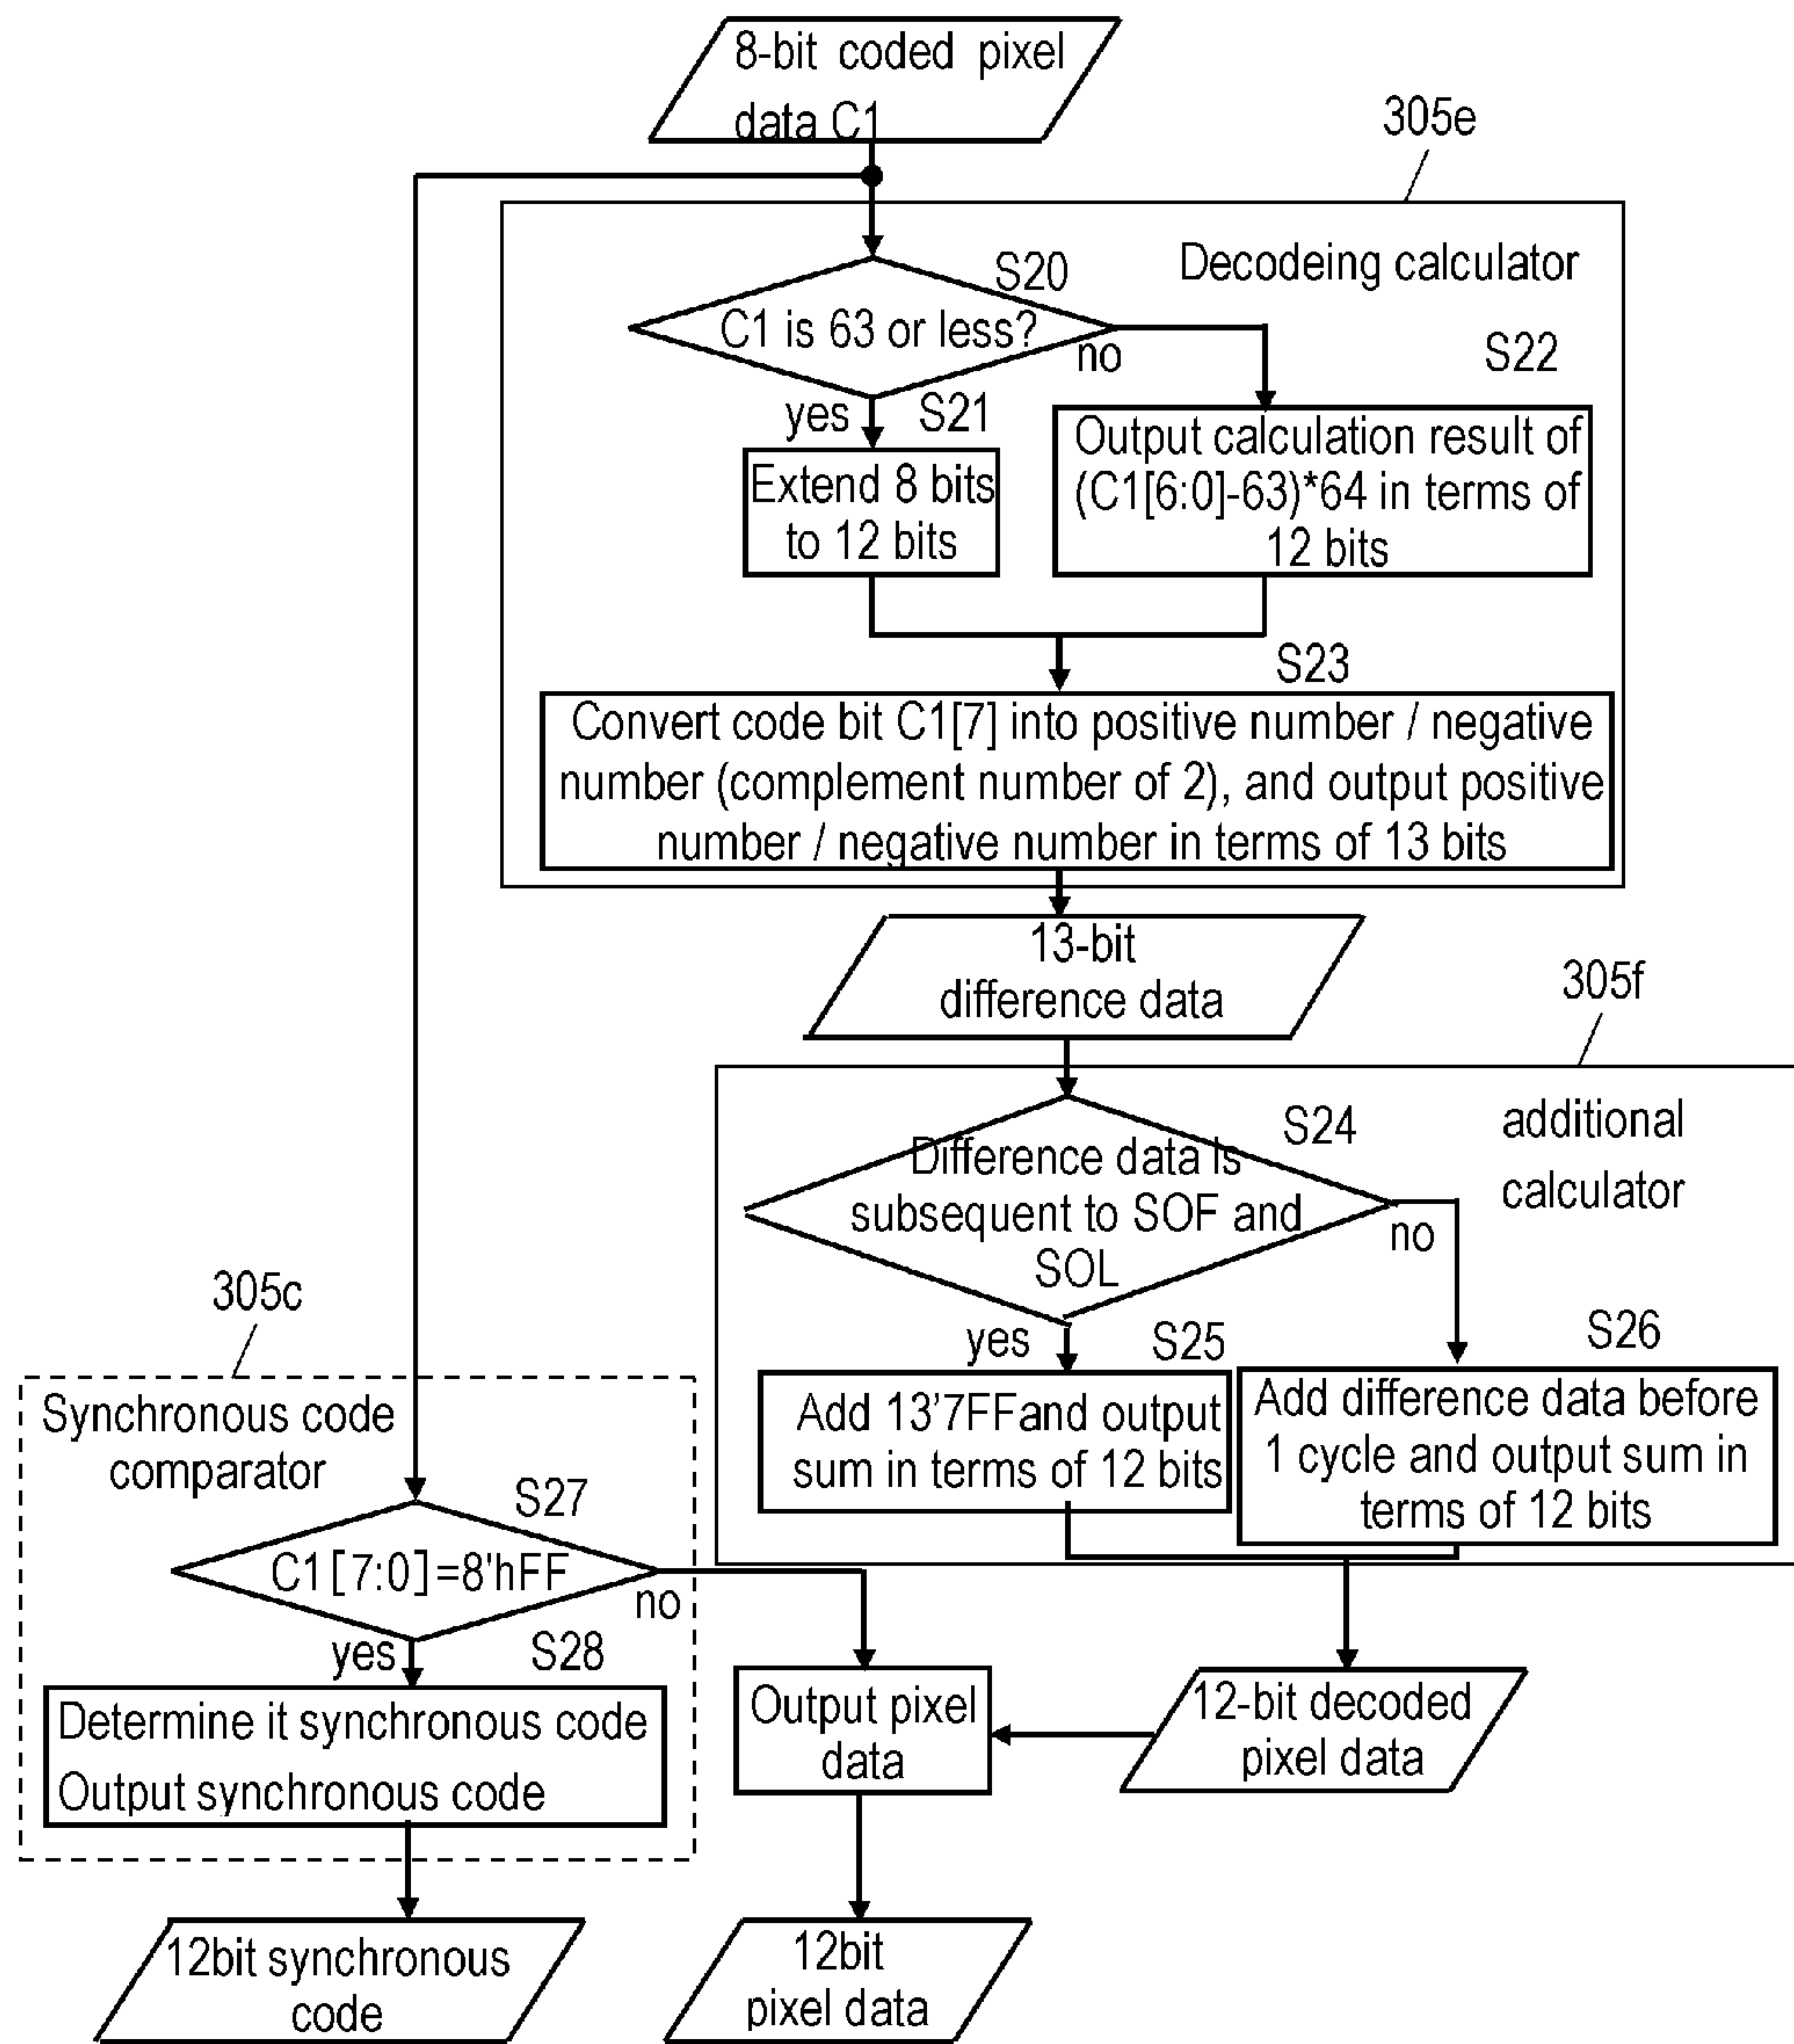 8-bit coded pixel
data C1
305e
Decodeing calculator
S20
C1 is 63 or less?
no
S22
yes
S21
Extend 8 bits
to 12 bits
Output calculation result of
(C1[6:0]-63)*64 in terms of
12 bits
S23
Convert code bit C1[7] into positive number / negative
number (complement number of 2), and output positive
number / negative number in terms of 13 bits
13-bit
difference data
305f
additional
calculator
S24
Difference data is
subsequent to SOF and
SOL
no
yes
S25
S26
Add 13'7FFand output
sum in terms of 12 bits
Add difference data before
1 cycle and output sum in
terms of 12 bits
305c
Synchronous code
comparator
S27
C1[7:0]=8'hFF
no
yes
S28
Determine it synchronous code
Output synchronous code
Output pixel
data
12-bit decoded
pixel data
12bit synchronous
code
12bit
pixel data